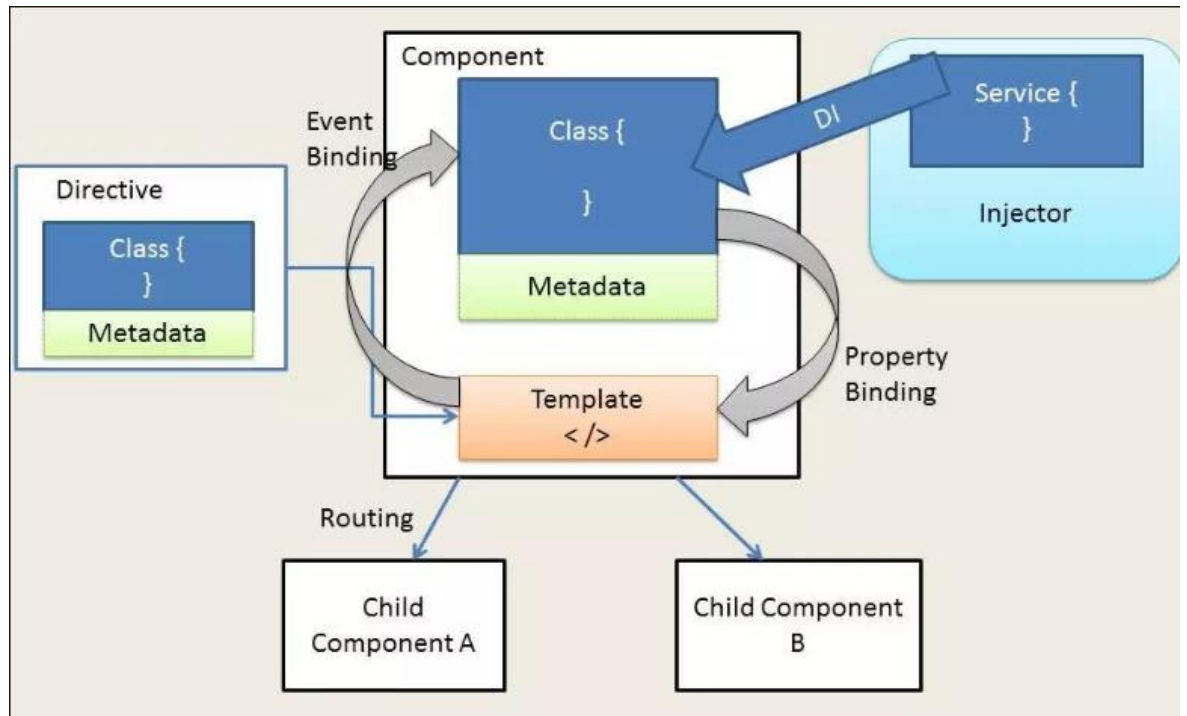 Component
Class {
}
Metadata
Event
Binding
DI
Service {
}
Injector
Directive
Class {
}
Metadata
Property
Binding
Template
< />
Routing
Child
Component A
Child Component
B